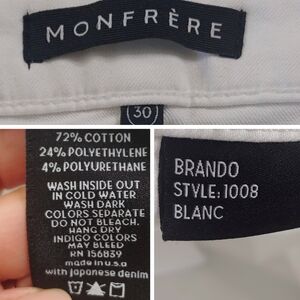 MONFRÈRE
30
72% COTTON
24% POLYETHYLENE
4% POLYURETHANE
WASH INSIDE OUT
IN COLD WATER
WASH DARK
COLORS SEPARATE
DO NOT BLEACH.
HANG DRY
INDIGO COLORS
MAY BLEED
RN 156839
made in u.s.a
with japanese denim
BRANDO
STYLE: 1008
BLANC